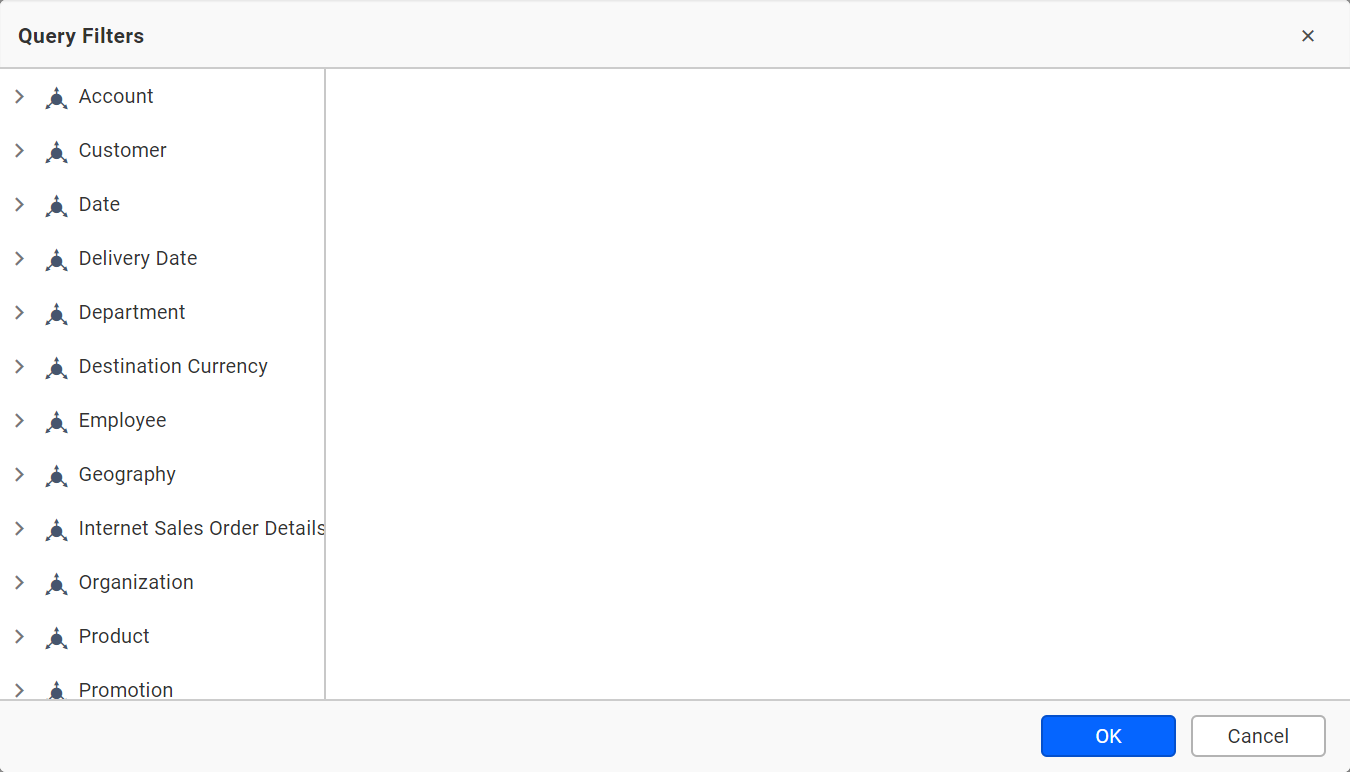 Query Filters
Account
Customer
Date
Delivery Date
Department
Destination Currency
Employee
Geography
Internet Sales Order Details
Organization
Product
Promotion
OK
Cancel